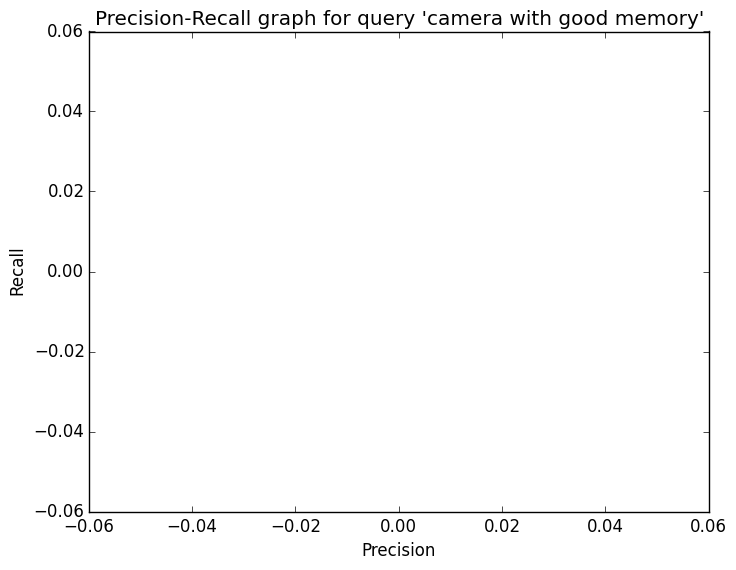 Precision-Recall graph for query 'camera with good memory'
0.06
0.04
0.02
0.00
−0.02
−0.04
−0.06
Recall
−0.06 −0.04 −0.02 0.00 0.02 0.04 0.06
Precision